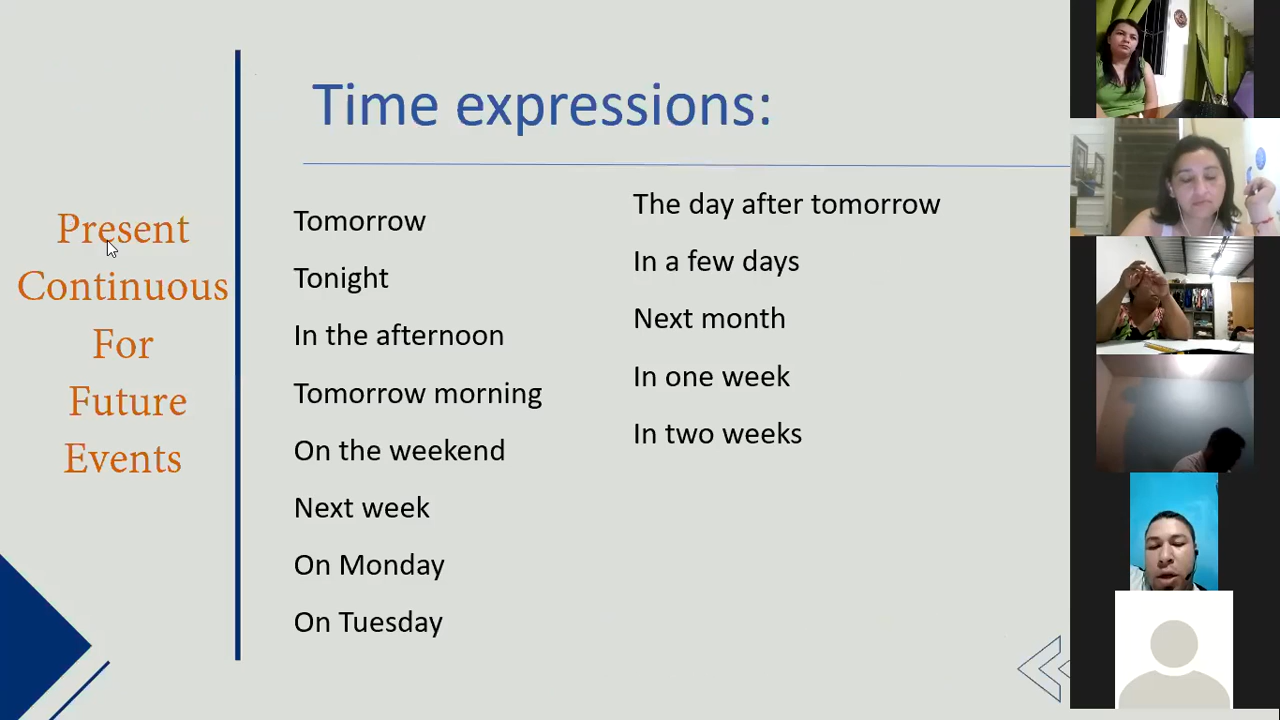 Time expressions:
Present
Continuous
For
Future
Events
Tomorrow
Tonight
In the afternoon
Tomorrow morning
On the weekend
Next week
On Monday
On Tuesday
The day after tomorrow
In a few days
Next month
In one week
In two weeks